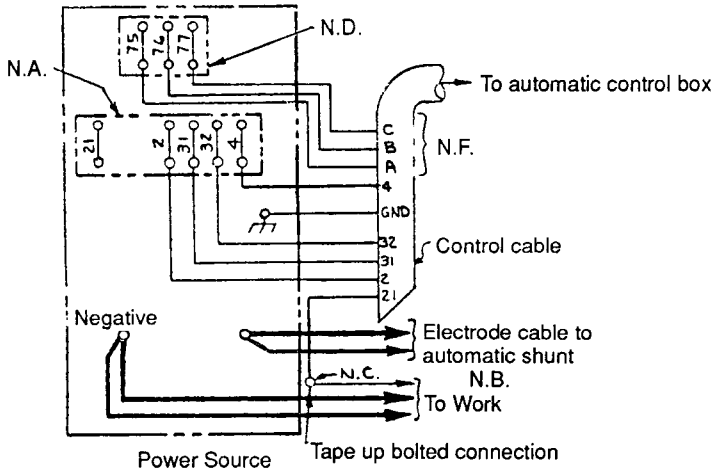 N.D.
75 76 77
N.A.
To automatic control box
21 2 31 32 4
C
B
A
N.F.
4
GND
32
Control cable
31
2
21
Negative
Electrode cable to
automatic shunt
N.C.
N.B.
To Work
Tape up bolted connection
Power Source